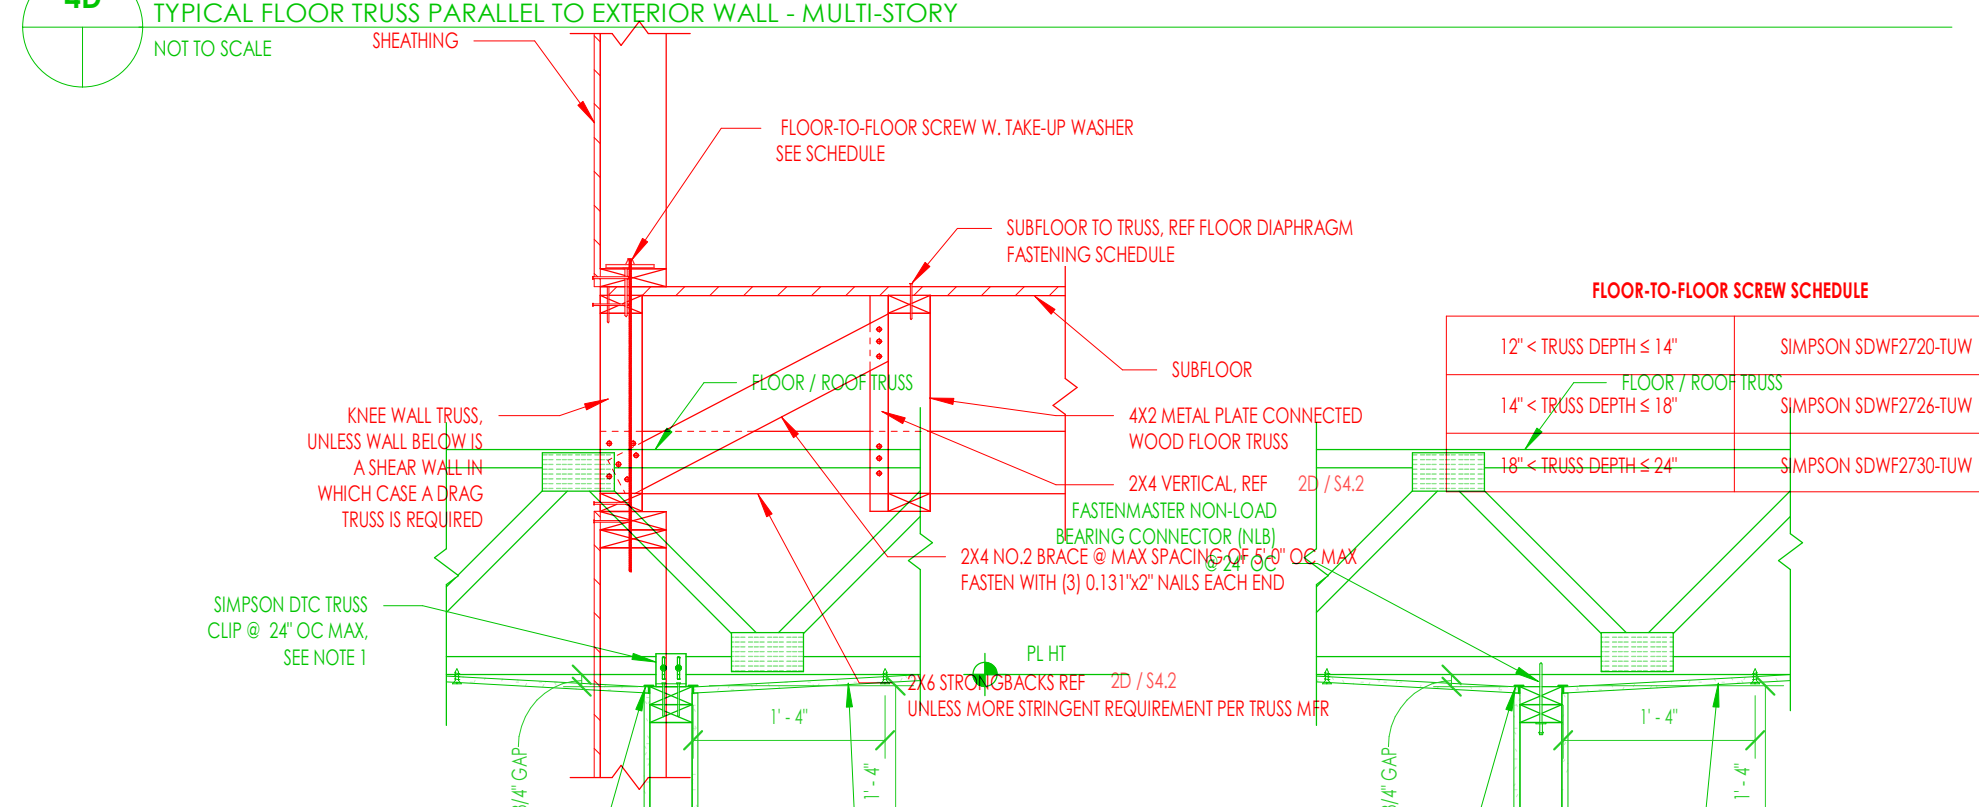 4D
TYPICAL FLOOR TRUSS PARALLEL TO EXTERIOR WALL - MULTI-STORY
NOT TO SCALE
SHEATHING
FLOOR-TO-FLOOR SCREW W. TAKE-UP WASHER
SEE SCHEDULE
SUBFLOOR TO TRUSS, REF FLOOR DIAPHRAGM
FASTENING SCHEDULE
SUBFLOOR
FLOOR / ROOF TRUSS
KNEE WALL TRUSS,
UNLESS WALL BELOW IS
A SHEAR WALL IN
WHICH CASE A DRAG
TRUSS IS REQUIRED
4X2 METAL PLATE CONNECTED
WOOD FLOOR TRUSS
2X4 VERTICAL, REF 2D / S4.2
FASTENMASTER NON-LOAD
BEARING CONNECTOR (NLB)
@ 24" OC
2X4 NO.2 BRACE @ MAX SPACING OF 5'-0" OC MAX
FASTEN WITH (3) 0.131"x2" NAILS EACH END
SIMPSON DTC TRUSS
CLIP @ 24" OC MAX,
SEE NOTE 1
PL HT
2X6 STRONGBACKS REF 2D / S4.2
UNLESS MORE STRINGENT REQUIREMENT PER TRUSS MFR
1' - 4"
3/4" GAP
1' - 4"
FLOOR-TO-FLOOR SCREW SCHEDULE
12" < TRUSS DEPTH ≤ 14" SIMPSON SDWF2720-TUW
FLOOR / ROOF TRUSS
14" < TRUSS DEPTH ≤ 18" SIMPSON SDWF2726-TUW
18" < TRUSS DEPTH ≤ 24" SIMPSON SDWF2730-TUW
1' - 4"
3/4" GAP
1' - 4"